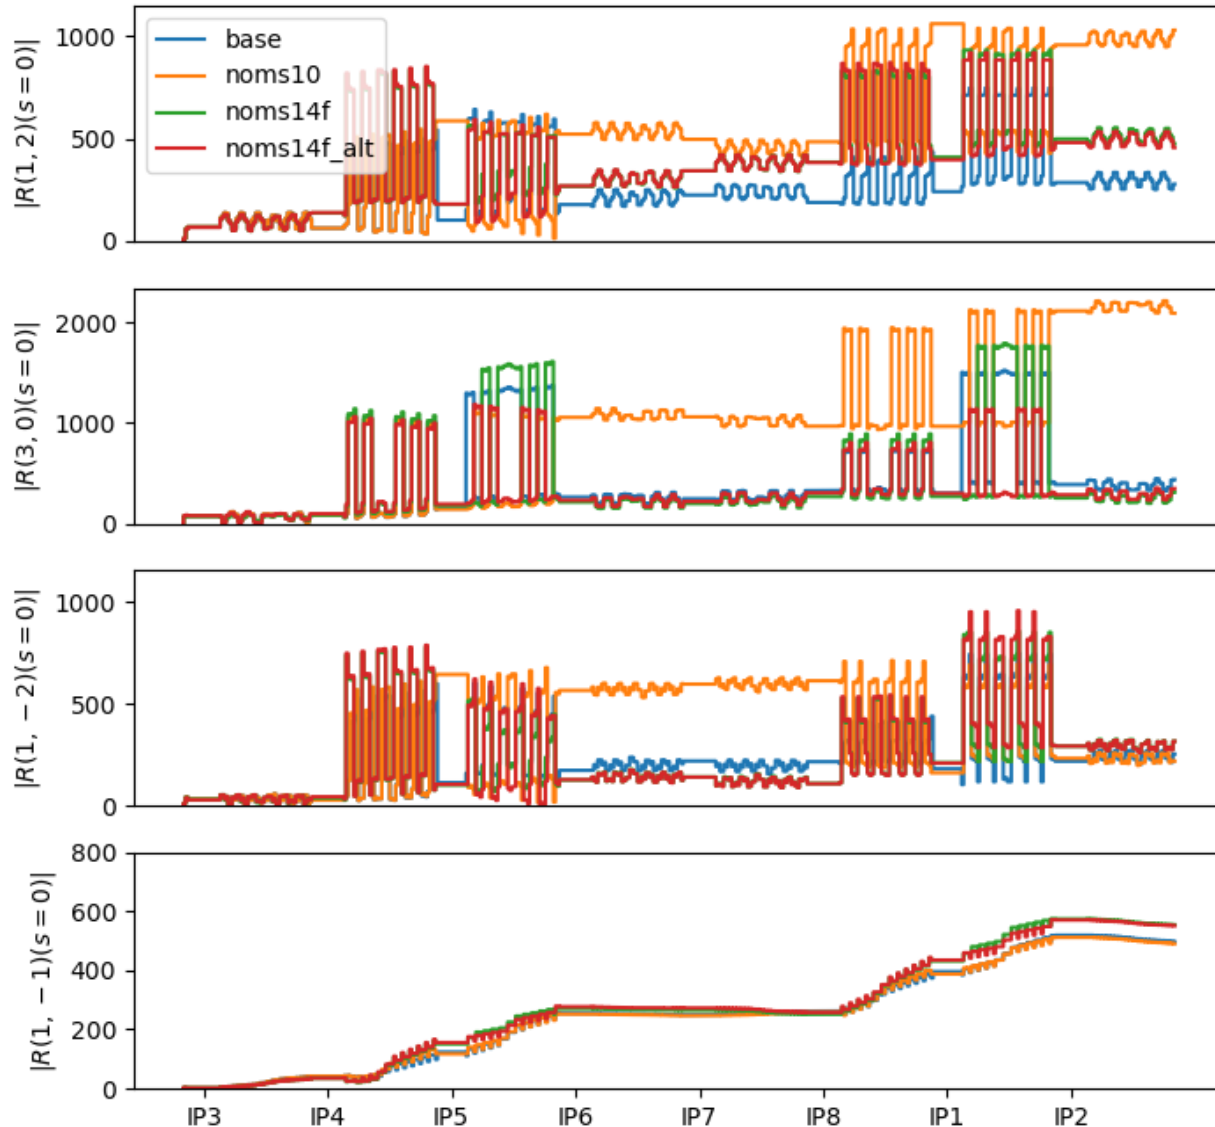 |R(1, 2)(s = 0)|
1000
500
0
base
noms10
noms14f
noms14f_alt
|R(3, 0)(s = 0)|
2000
1000
0
|R(1, − 2)(s = 0)|
1000
500
0
|R(1, − 1)(s = 0)|
800
600
400
200
0
IP3 IP4 IP5 IP6 IP7 IP8 IP1 IP2